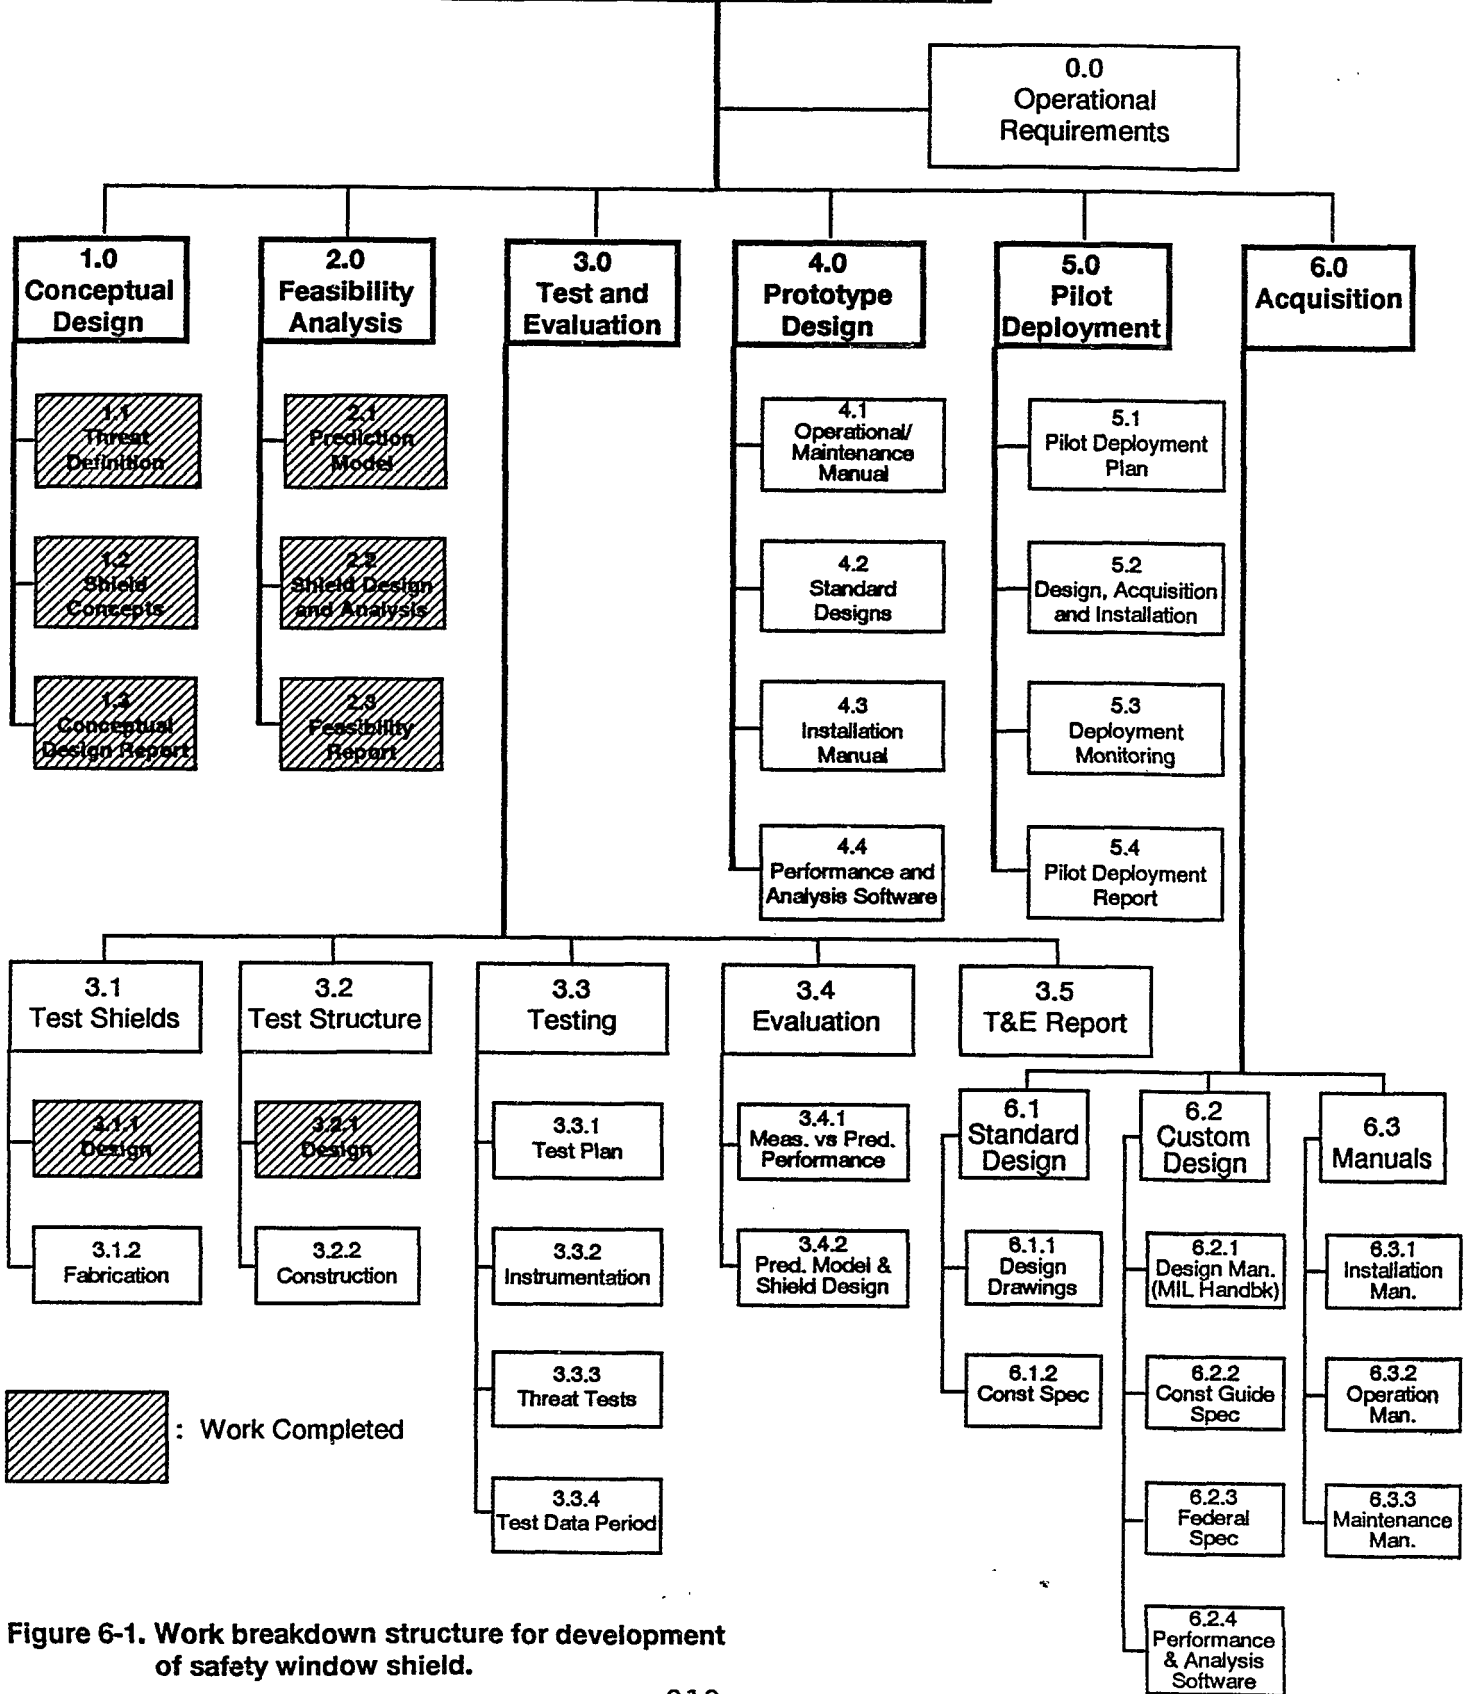 0.0
Operational
Requirements
1.0
Conceptual
Design
2.0
Feasibility
Analysis
3.0
Test and
Evaluation
4.0
Prototype
Design
5.0
Pilot
Deployment
6.0
Acquisition
1.1
Threat
Definition
1.2
Shield
Concepts
1.3
Conceptual
Design Report
2.1
Prediction
Model
2.2
Shield Design
and Analysis
2.3
Feasibility
Report
4.1
Operational/
Maintenance
Manual
4.2
Standard
Designs
4.3
Installation
Manual
4.4
Performance and
Analysis Software
5.1
Pilot Deployment
Plan
5.2
Design, Acquisition
and Installation
5.3
Deployment
Monitoring
5.4
Pilot Deployment
Report
3.1
Test Shields
3.2
Test Structure
3.3
Testing
3.4
Evaluation
3.5
T&E Report
3.1.1
Design
3.1.2
Fabrication
3.2.1
Design
3.2.2
Construction
3.3.1
Test Plan
3.3.2
Instrumentation
3.3.3
Threat Tests
3.3.4
Test Data Period
3.4.1
Meas. vs Pred.
Performance
3.4.2
Pred. Model &
Shield Design
6.1
Standard
Design
6.2
Custom
Design
6.3
Manuals
6.1.1
Design
Drawings
6.1.2
Const Spec
6.2.1
Design Man.
(MIL Handbk)
6.2.2
Const Guide
Spec
6.2.3
Federal
Spec
6.2.4
Performance
& Analysis
Software
6.3.1
Installation
Man.
6.3.2
Operation
Man.
6.3.3
Maintenance
Man.
: Work Completed
Figure 6-1. Work breakdown structure for development
of safety window shield.